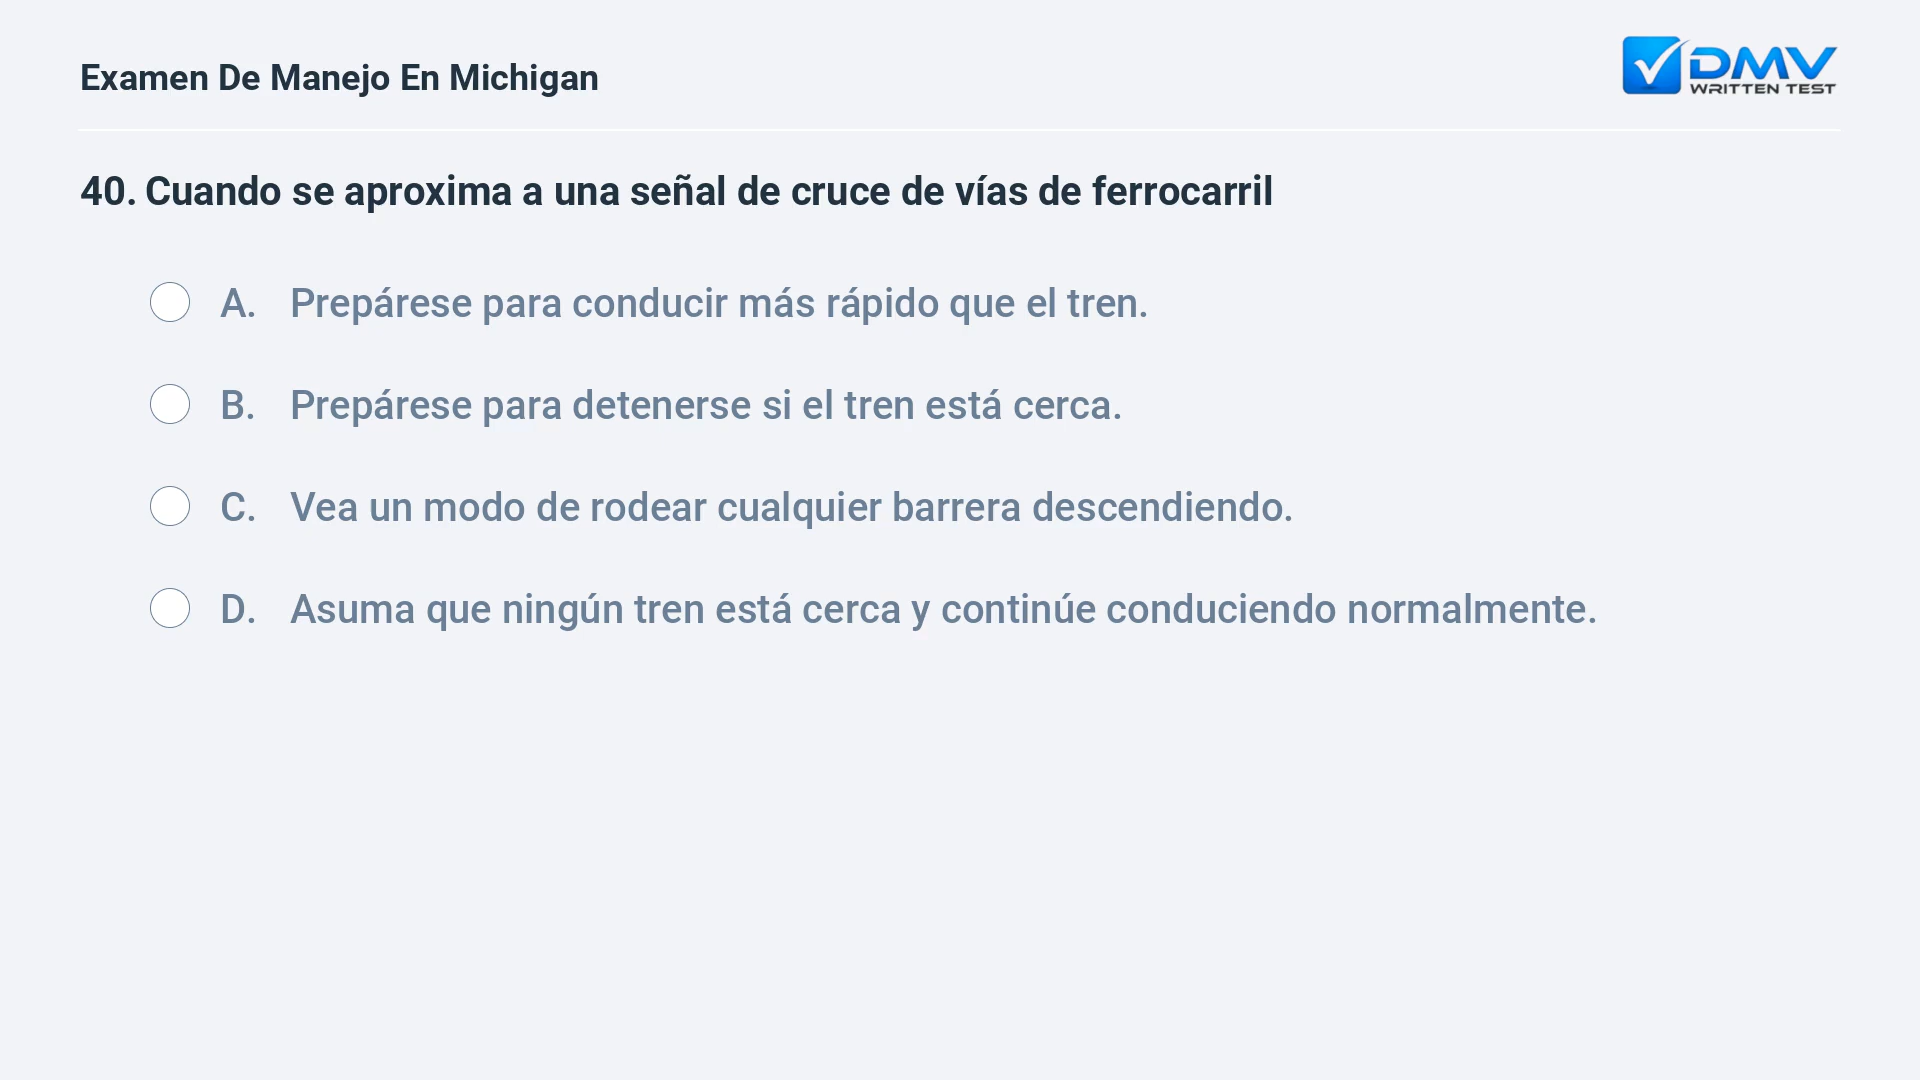 Examen De Manejo En Michigan
DMV
WRITTEN TEST
40. Cuando se aproxima a una señal de cruce de vías de ferrocarril
A. Prepárese para conducir más rápido que el tren.
B. Prepárese para detenerse si el tren está cerca.
C. Vea un modo de rodear cualquier barrera descendiendo.
D. Asuma que ningún tren está cerca y continúe conduciendo normalmente.